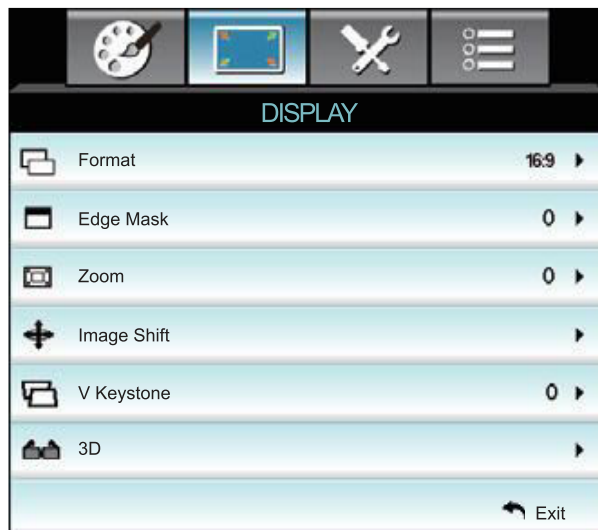 DISPLAY
Format 16:9
Edge Mask 0
Zoom 0
Image Shift
V Keystone 0
3D
Exit